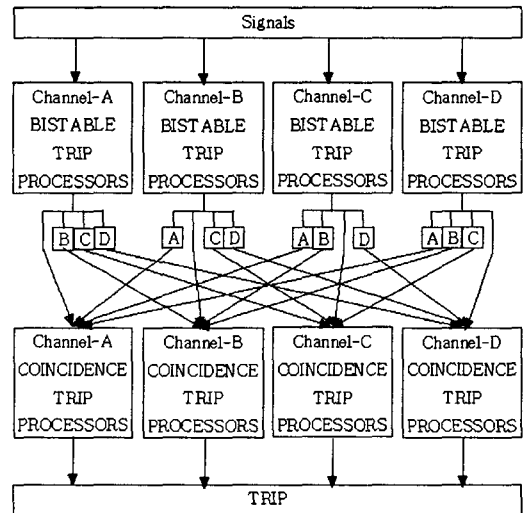 Signals
Channel-A Channel-B Channel-C Channel-D
BISTABLE BISTABLE BISTABLE BISTABLE
TRIP TRIP TRIP TRIP
PROCESSORS PROCESSORS PROCESSORS PROCESSORS
B C D A C D A B D A B C
Channel-A Channel-B Channel-C Channel-D
COINCIDENCE COINCIDENCE COINCIDENCE COINCIDENCE
TRIP TRIP TRIP TRIP
PROCESSORS PROCESSORS PROCESSORS PROCESSORS
TRIP